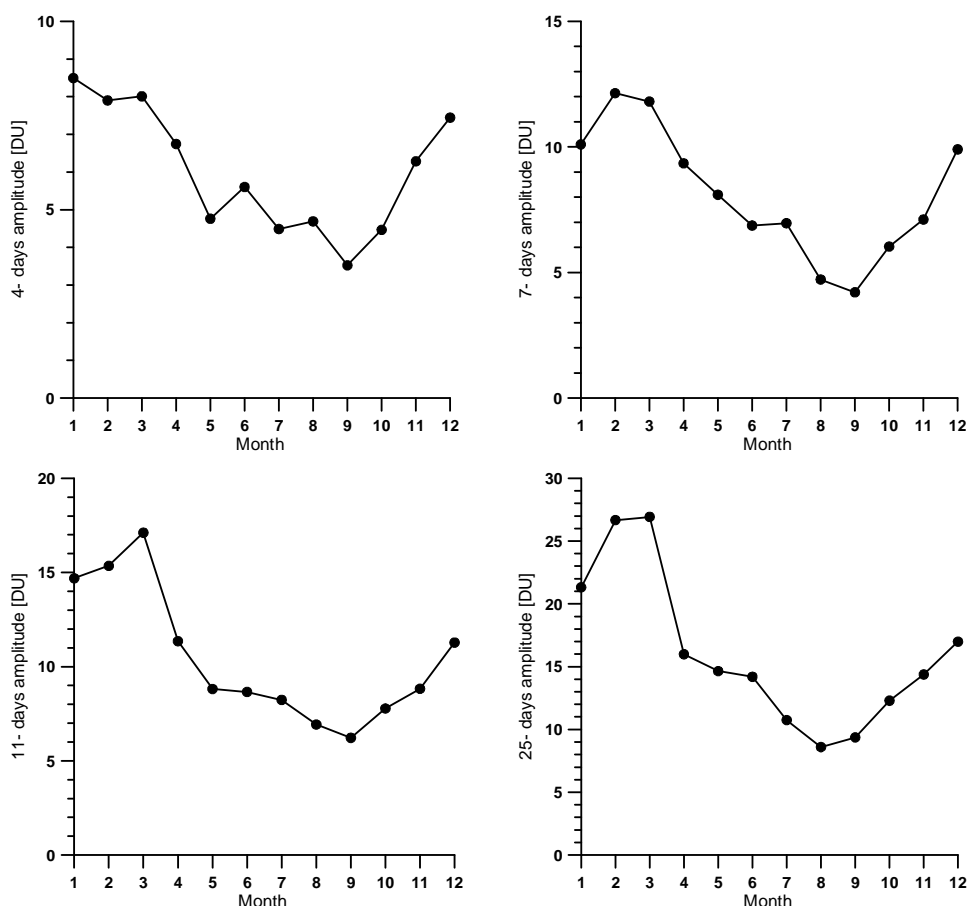 4- days amplitude [DU]
10
5
0
1 2 3 4 5 6 7 8 9 10 11 12
Month
7- days amplitude [DU]
15
10
5
0
1 2 3 4 5 6 7 8 9 10 11 12
Month
11- days amplitude [DU]
20
15
10
5
0
1 2 3 4 5 6 7 8 9 10 11 12
Month
25- days amplitude [DU]
30
25
20
15
10
5
0
1 2 3 4 5 6 7 8 9 10 11 12
Month